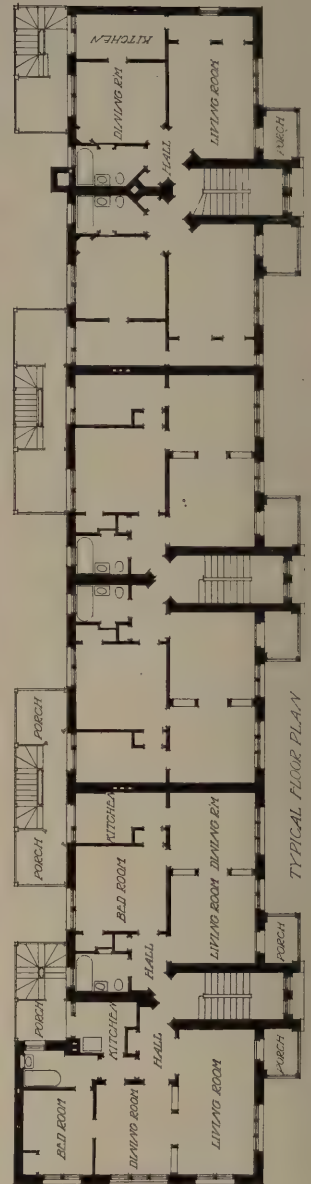 PORCH
PORCH
PORCH
BED ROOM
KITCHEN
BED ROOM
KITCHEN
DINING RM
KITCHEN
DINING ROOM
HALL
HALL
HALL
LIVING ROOM
LIVING ROOM
DINING RM
LIVING ROOM
PORCH
PORCH
PORCH
TYPICAL FLOOR PLAN